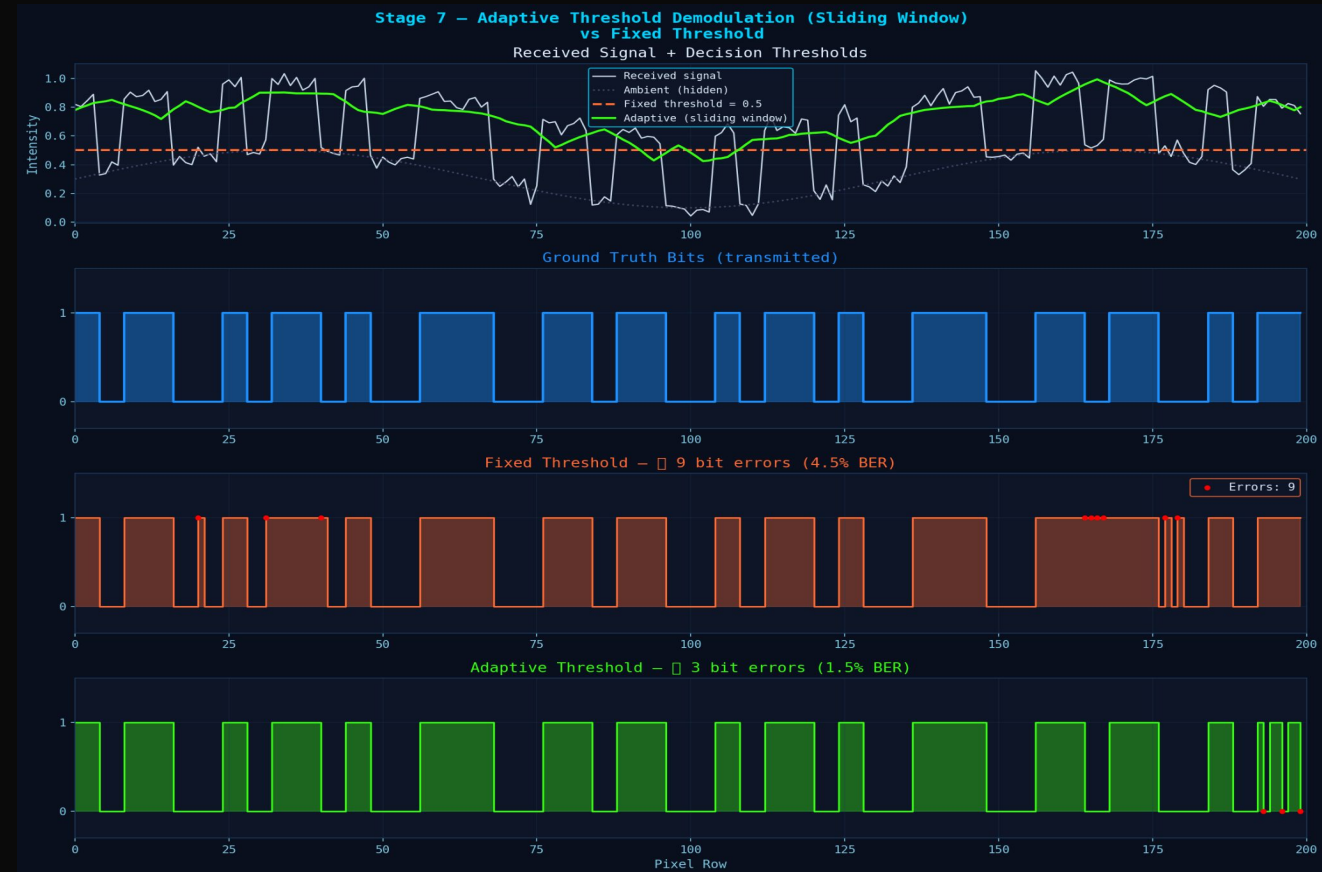 Stage 7 — Adaptive Threshold Demodulation (Sliding Window)
vs Fixed Threshold
Received Signal + Decision Thresholds
Received signal
Ambient (hidden)
Fixed threshold = 0.5
Adaptive (sliding window)
Intensity
1.0
0.8
0.6
0.4
0.2
0.0
0 25 50 75 100 125 150 175 200
Ground Truth Bits (transmitted)
1
0
0 25 50 75 100 125 150 175 200
Fixed Threshold — ▯ 9 bit errors (4.5% BER)
Errors: 9
1
0
0 25 50 75 100 125 150 175 200
Adaptive Threshold — ▯ 3 bit errors (1.5% BER)
1
0
0 25 50 75 100 125 150 175 200
Pixel Row